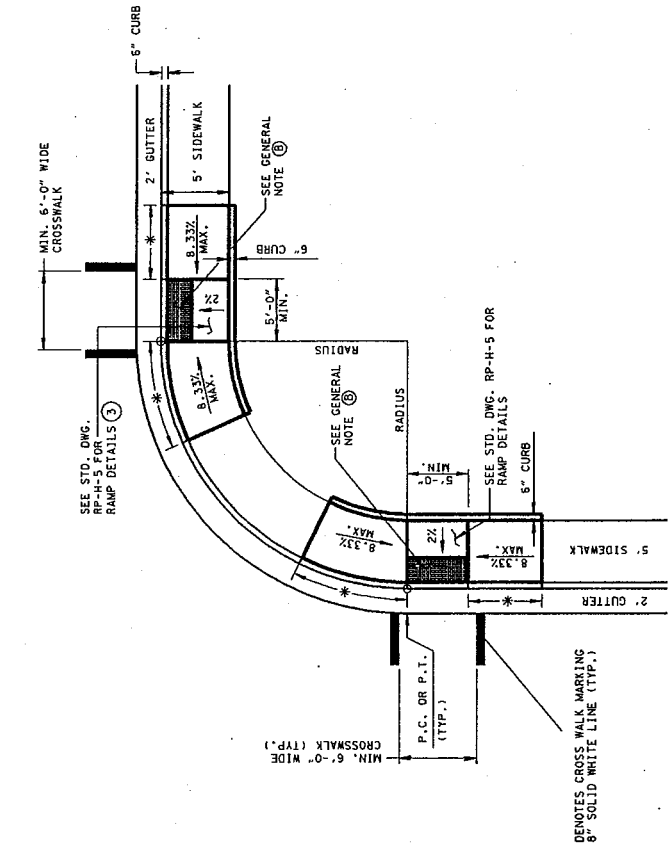 6" CURB
MIN. 6'-0" WIDE
CROSSWALK
2' GUTTER
5' SIDEWALK
SEE GENERAL
NOTE Ⓑ
*
8.33%
MAX.
6" CURB
2%
5'-0"
MIN.
SEE STD. DWG.
RP-H-5 FOR
RAMP DETAILS ③
*
8.33%
MAX.
RADIUS
RADIUS
SEE GENERAL
NOTE Ⓑ
5'-0"
MIN.
SEE STD. DWG. RP-H-5 FOR
RAMP DETAILS
6" CURB
8.33%
MAX.
*
2%
8.33%
MAX.
*
5' SIDEWALK
2' GUTTER
P.C. OR P.T.
(TYP.)
MIN. 6'-0" WIDE
CROSSWALK (TYP.)
DENOTES CROSS WALK MARKING
8" SOLID WHITE LINE (TYP.)